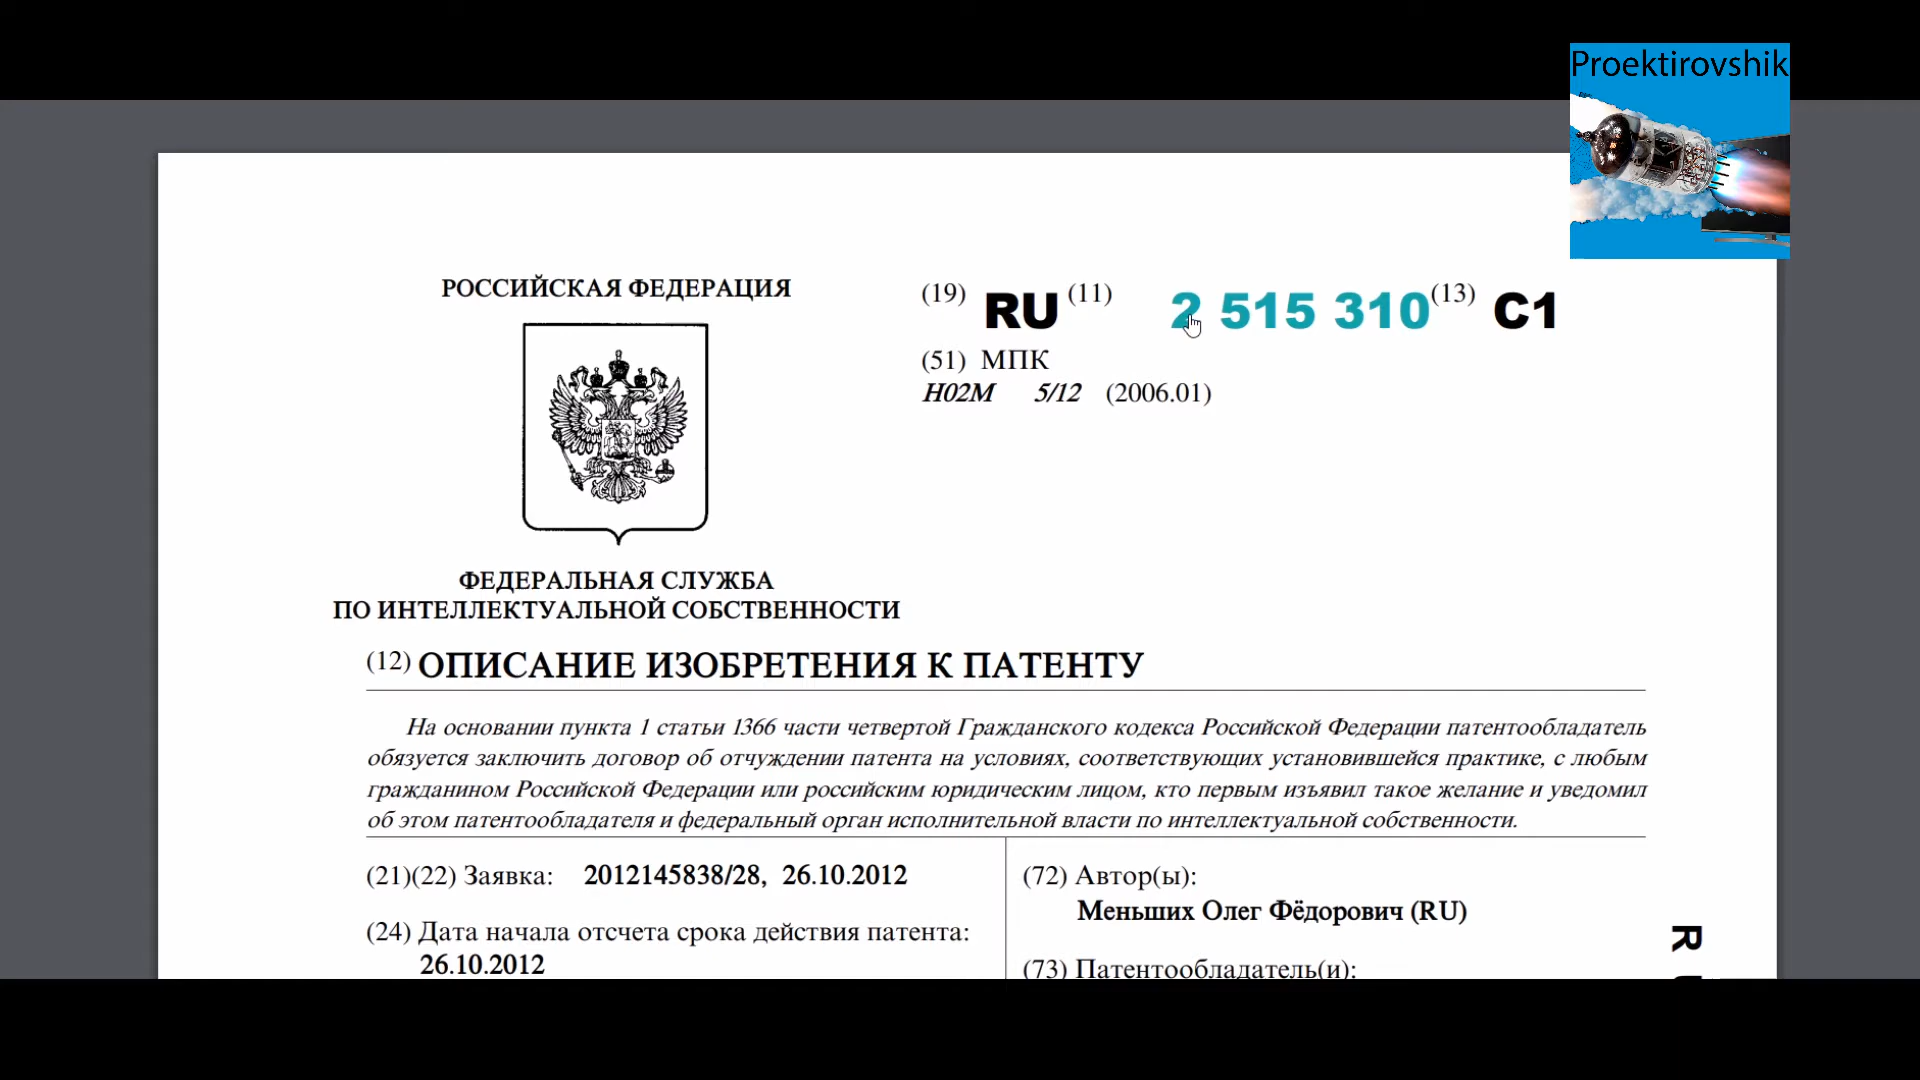 Proektirovshik
РОССИЙСКАЯ ФЕДЕРАЦИЯ
(19) RU (11) 2 515 310 (13) C1
(51) МПК
H02M 5/12 (2006.01)
ФЕДЕРАЛЬНАЯ СЛУЖБА
ПО ИНТЕЛЛЕКТУАЛЬНОЙ СОБСТВЕННОСТИ
(12) ОПИСАНИЕ ИЗОБРЕТЕНИЯ К ПАТЕНТУ
На основании пункта 1 статьи 1366 части четвертой Гражданского кодекса Российской Федерации патентообладатель
обязуется заключить договор об отчуждении патента на условиях, соответствующих установившейся практике, с любым
гражданином Российской Федерации или российским юридическим лицом, кто первым изъявил такое желание и уведомил
об этом патентообладателя и федеральный орган исполнительной власти по интеллектуальной собственности.
(21)(22) Заявка: 2012145838/28, 26.10.2012
(24) Дата начала отсчета срока действия патента:
26.10.2012
(72) Автор(ы):
Меньших Олег Фёдорович (RU)
(73) Патентообладатель(и):
R